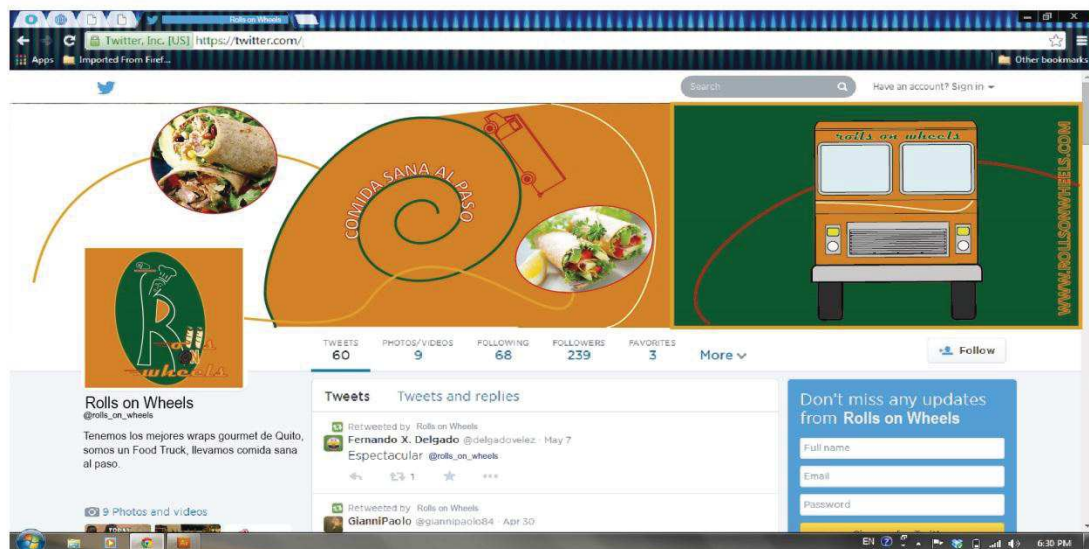 Rolls on Wheels
Twitter, Inc. [US] https://twitter.com/
Apps Imported From Firef... Other bookmarks
Search Have an account? Sign in
rolls on wheels
COMIDA SANA AL PASO
WWW.ROLLSONWHEELS.COM
Rolls
ON
wheels
TWEETS PHOTOS/VIDEOS FOLLOWING FOLLOWERS FAVORITES
60 9 68 239 3 More
Follow
Rolls on Wheels
@rolls_on_wheels
Tenemos los mejores wraps gourmet de Quito,
somos un Food Truck, llevamos comida sana
al paso.
9 Photos and videos
Tweets Tweets and replies
Retweeted by Rolls on Wheels
Fernando X. Delgado @delgadovelez · May 7
Espectacular @rolls_on_wheels
1
Retweeted by Rolls on Wheels
GianniPaolo @giannipaolo84 · Apr 30
Don't miss any updates
from Rolls on Wheels
Full name
Email
Password
EN 6:30 PM